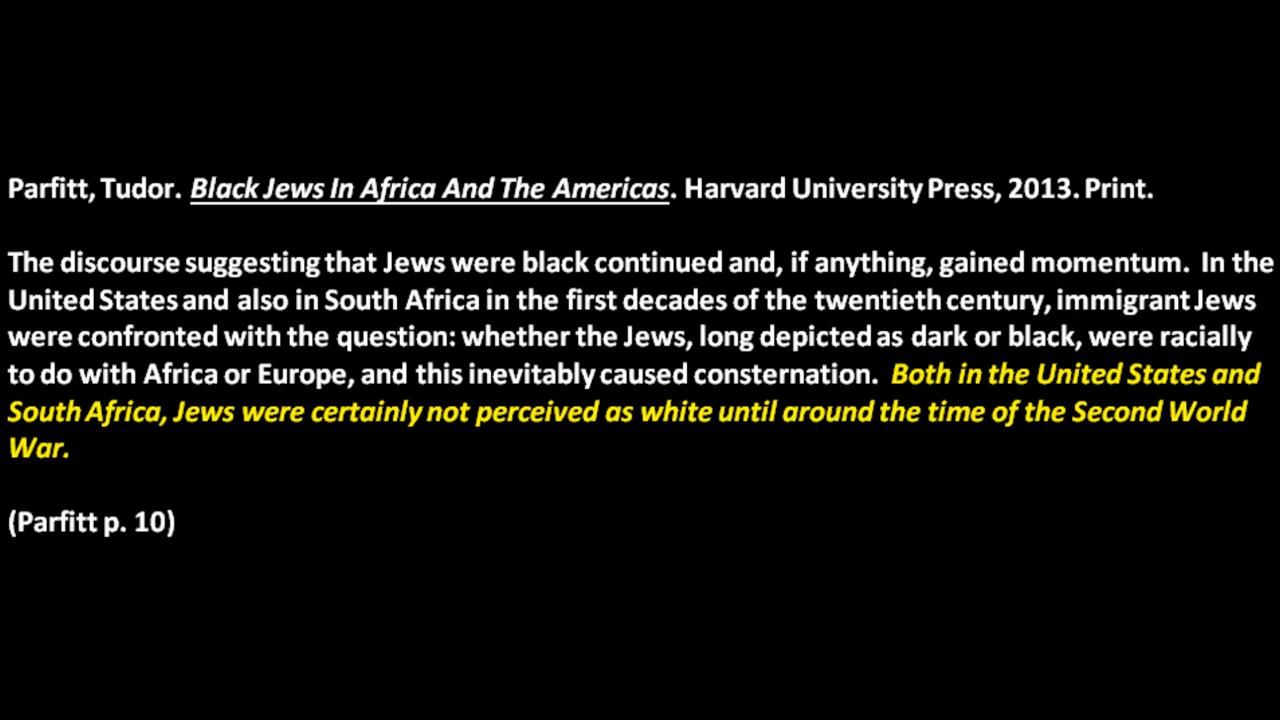 Parfitt, Tudor. Black Jews In Africa And The Americas. Harvard University Press, 2013. Print.
The discourse suggesting that Jews were black continued and, if anything, gained momentum. In the
United States and also in South Africa in the first decades of the twentieth century, immigrant Jews
were confronted with the question: whether the Jews, long depicted as dark or black, were racially
to do with Africa or Europe, and this inevitably caused consternation. Both in the United States and
South Africa, Jews were certainly not perceived as white until around the time of the Second World
War.
(Parfitt p. 10)